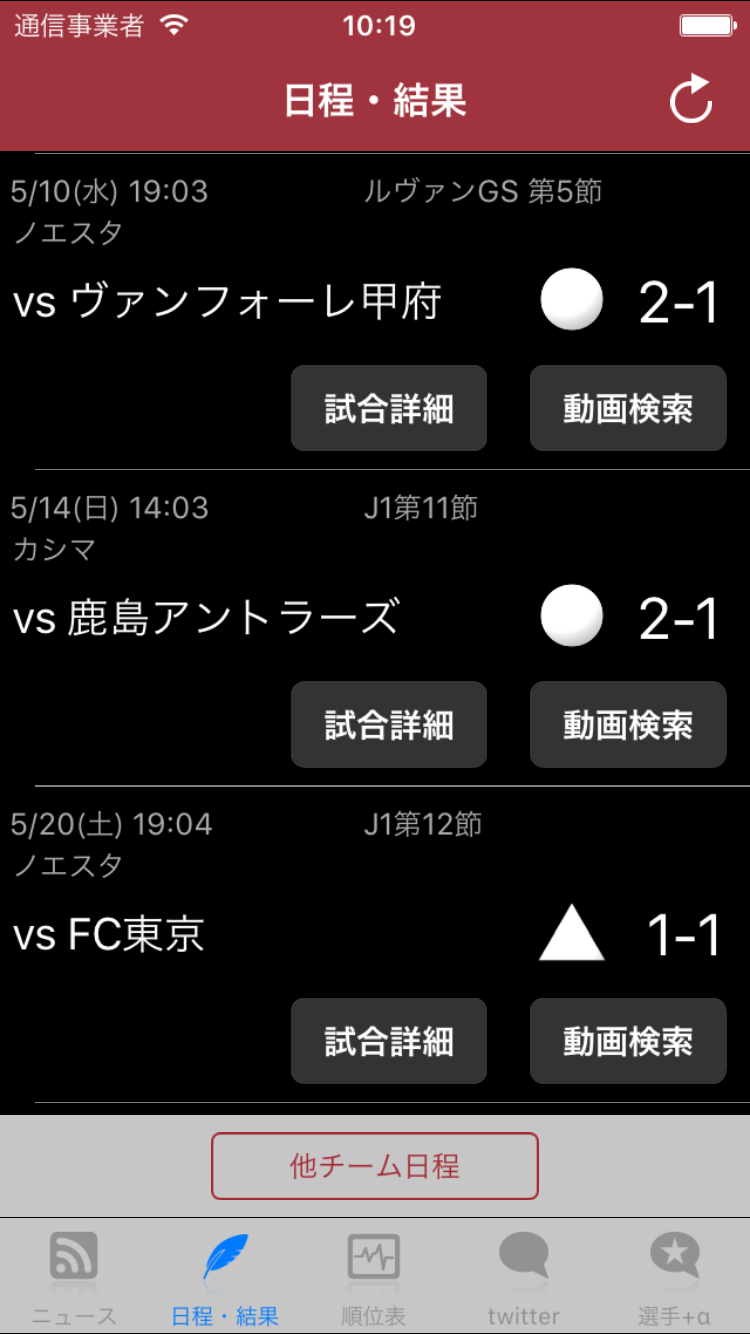 通信事業者 10:19
日程・結果
5/10(水) 19:03 ルヴァンGS 第5節
ノエスタ
vs ヴァンフォーレ甲府 2-1
試合詳細 動画検索
5/14(日) 14:03 J1第11節
カシマ
vs 鹿島アントラーズ 2-1
試合詳細 動画検索
5/20(土) 19:04 J1第12節
ノエスタ
vs FC東京 1-1
試合詳細 動画検索
他チーム日程
ニュース 日程・結果 順位表 twitter 選手+α